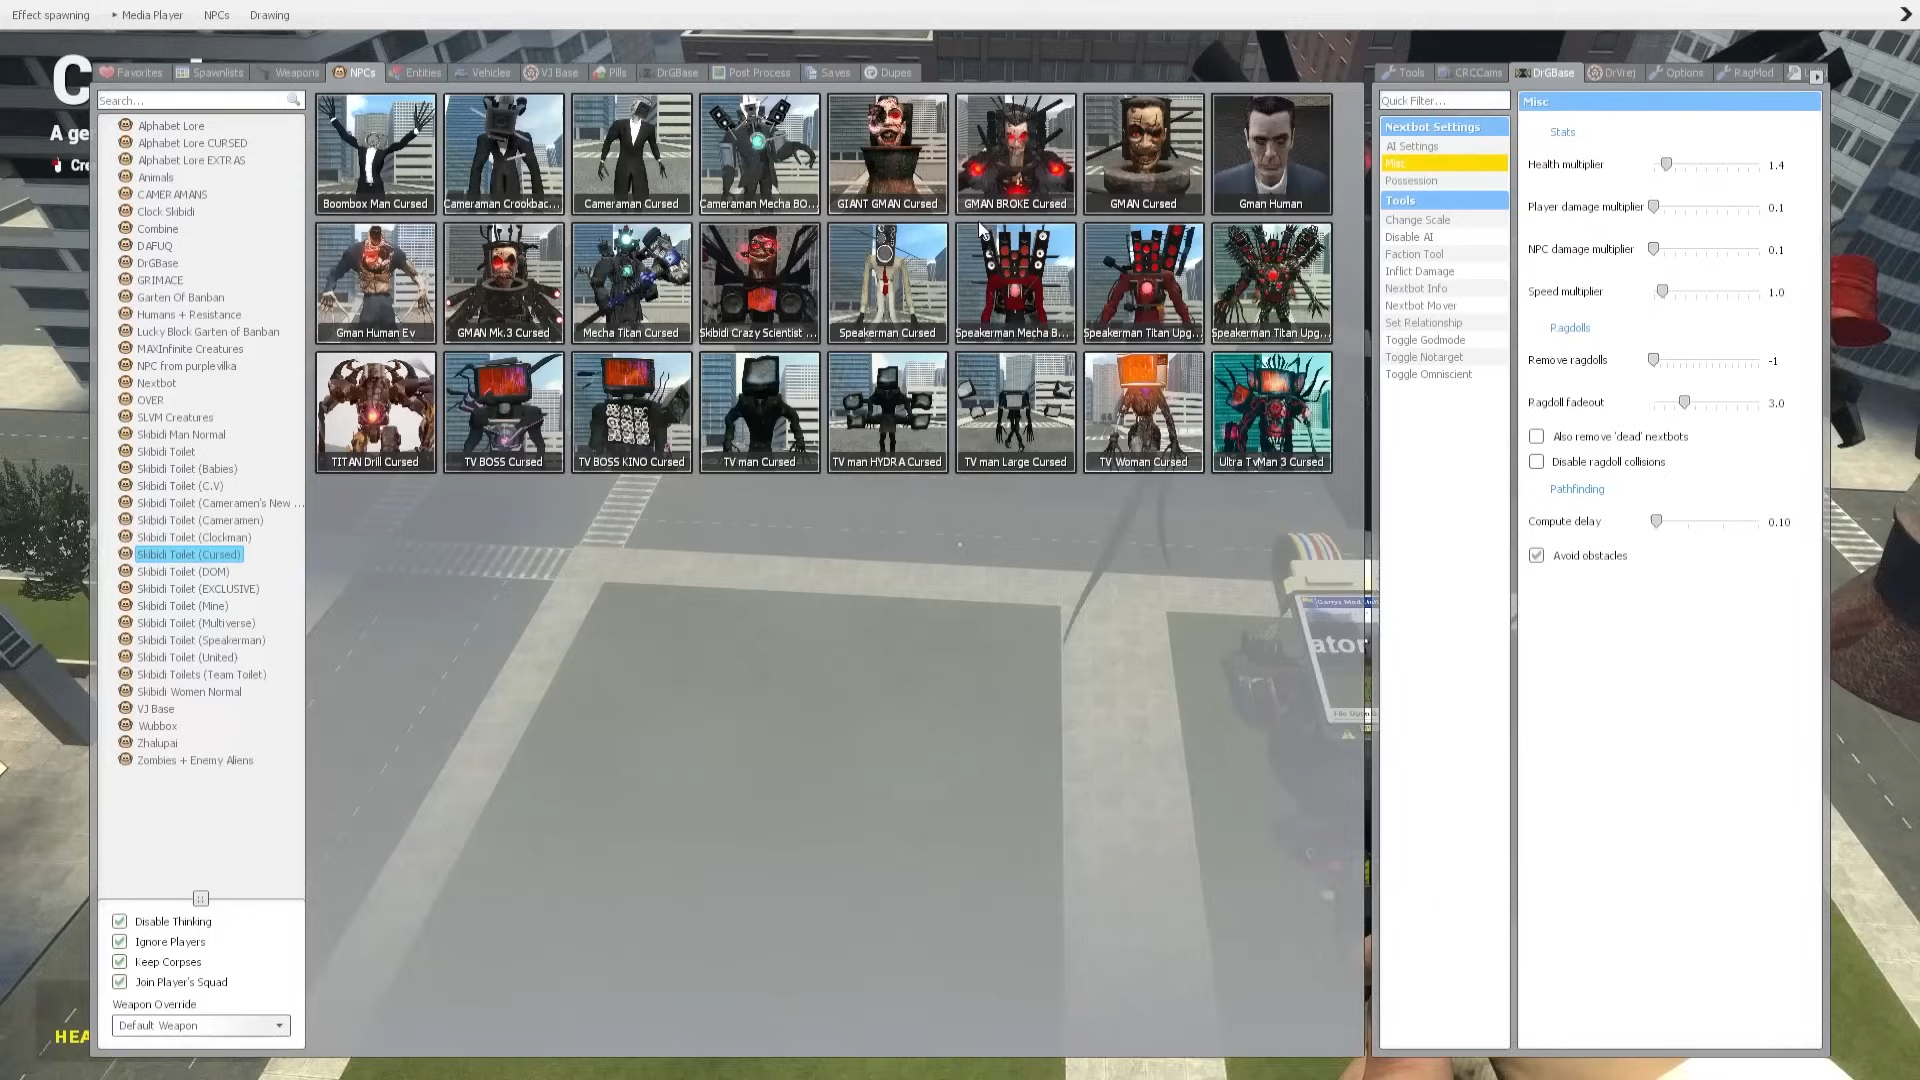 Effect spawning
Media Player
NPCs
Drawing
C
A ge
Cre
Favorites
Spawnlists
Weapons
NPCs
Entities
Vehicles
VJ Base
Pills
DrGBase
Post Process
Saves
Dupes
Search...
Alphabet Lore
Alphabet Lore CURSED
Alphabet Lore EXTRAS
Animals
CAMERAMANS
Clock Skibidi
Combine
DAFUQ
DrGBase
GRIMACE
Garten Of Banban
Humans + Resistance
Lucky Block Garten of Banban
MAXInfinite Creatures
NPC from purplevilka
Nextbot
OVER
SLVM Creatures
Skibidi Man Normal
Skibidi Toilet
Skibidi Toilet (Babies)
Skibidi Toilet (C.V)
Skibidi Toilet (Cameramen's New ...
Skibidi Toilet (Cameramen)
Skibidi Toilet (Clockman)
Skibidi Toilet (Cursed)
Skibidi Toilet (DOM)
Skibidi Toilet (EXCLUSIVE)
Skibidi Toilet (Mine)
Skibidi Toilet (Multiverse)
Skibidi Toilet (Speakerman)
Skibidi Toilet (United)
Skibidi Toilets (Team Toilet)
Skibidi Women Normal
VJ Base
Wubbox
Zhalupai
Zombies + Enemy Aliens
Disable Thinking
Ignore Players
Keep Corpses
Join Player's Squad
Weapon Override
Default Weapon
HEA
Boombox Man Cursed
Cameraman Crookbac...
Cameraman Cursed
Cameraman Mecha BO...
GIANT GMAN Cursed
GMAN BROKE Cursed
GMAN Cursed
Gman Human
Gman Human Ev
GMAN Mk.3 Cursed
Mecha Titan Cursed
Skibidi Crazy Scientist ...
Speakerman Cursed
Speakerman Mecha B...
Speakerman Titan Upg...
Speakerman Titan Upg...
TITAN Drill Cursed
TV BOSS Cursed
TV BOSS KINO Cursed
TV man Cursed
TV man HYDRA Cursed
TV man Large Cursed
TV Woman Cursed
Ultra TvMan 3 Cursed
ator
Tools
CRCCams
DrGBase
DrVrej
Options
RagMod
Quick Filter...
Nextbot Settings
AI Settings
Misc
Possession
Tools
Change Scale
Disable AI
Faction Tool
Inflict Damage
Nextbot Info
Nextbot Mover
Set Relationship
Toggle Godmode
Toggle Notarget
Toggle Omniscient
Misc
Stats
Health multiplier 1.4
Player damage multiplier 0.1
NPC damage multiplier 0.1
Speed multiplier 1.0
Ragdolls
Remove ragdolls -1
Ragdoll fadeout 3.0
Also remove 'dead' nextbots
Disable ragdoll collisions
Pathfinding
Compute delay 0.10
Avoid obstacles